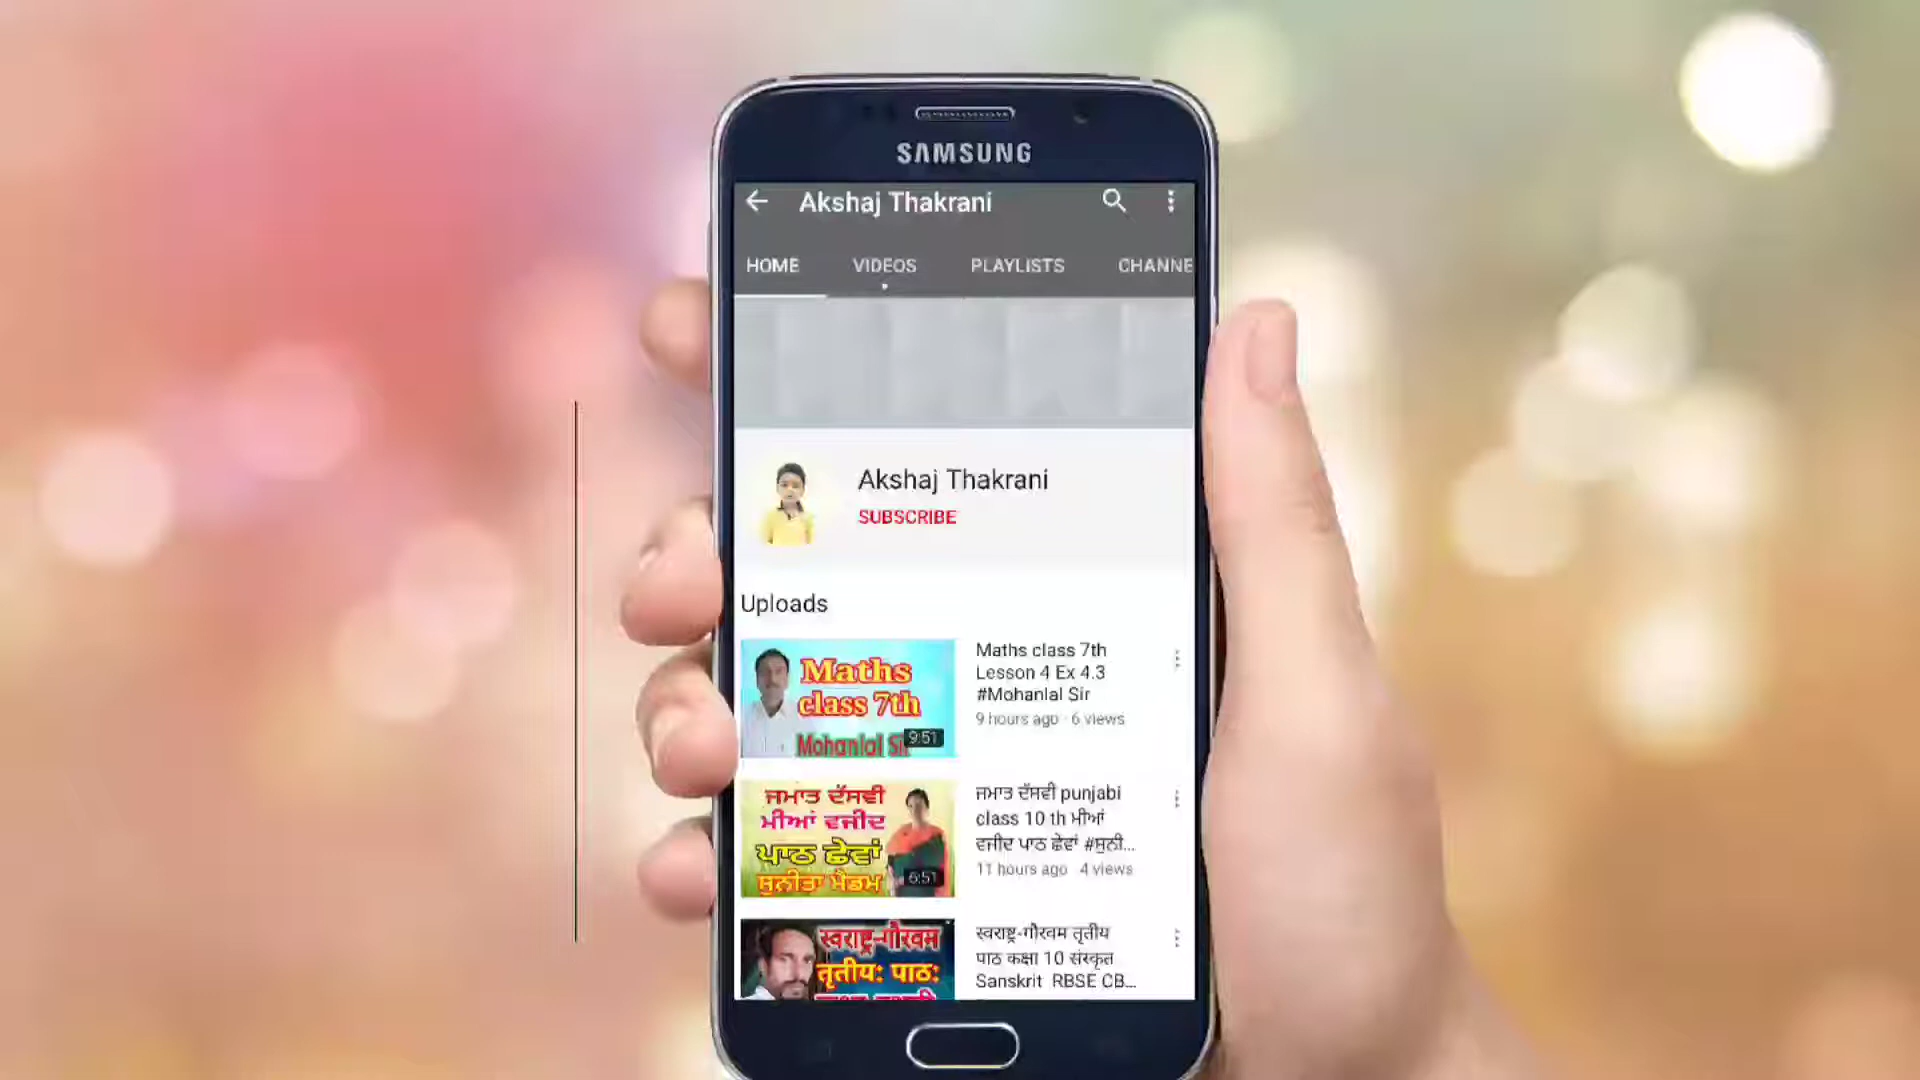 SAMSUNG
Akshaj Thakrani
HOME VIDEOS PLAYLISTS CHANNE
Akshaj Thakrani
SUBSCRIBE
Uploads
Maths
class 7th
Mohanlal Sir
9:51
Maths class 7th
Lesson 4 Ex 4.3
#Mohanlal Sir
9 hours ago · 6 views
ਜਮਾਤ ਦੱਸਵੀ
ਮੀਆਂ ਵਜੀਦ
ਪਾਠ ਛੇਵਾਂ
ਸੁਨੀਤਾ ਮੈਡਮ
6:51
ਜਮਾਤ ਦੱਸਵੀ punjabi
class 10 th ਮੀਆਂ
ਵਜੀਦ ਪਾਠ ਛੇਵਾਂ #ਸੁਨੀ...
11 hours ago · 4 views
स्वराष्ट्र-गौरवम
तृतीय: पाठ:
स्वराष्ट्र-गौरवम तृतीय
पाठ कक्षा 10 संस्कृत
Sanskrit RBSE CB...